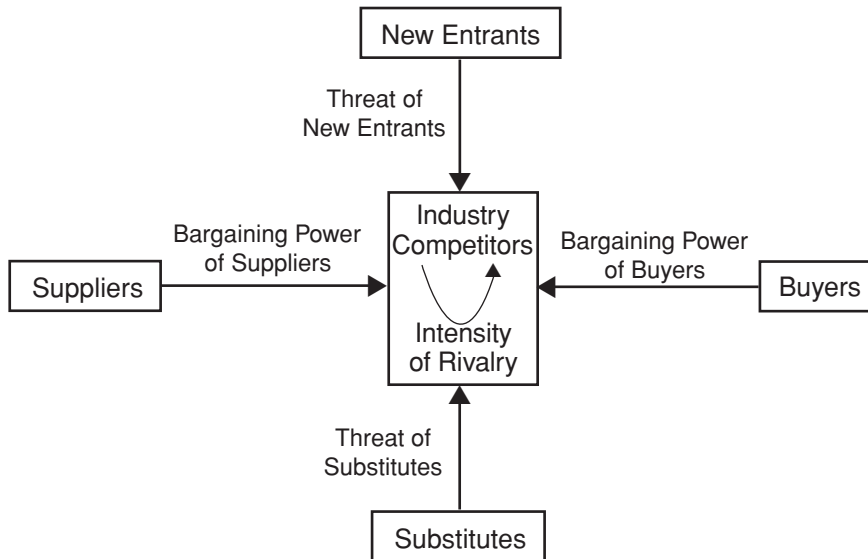 New Entrants
Threat of
New Entrants
Industry
Competitors
Bargaining Power
of Suppliers
Bargaining Power
of Buyers
Suppliers
Buyers
Intensity
of Rivalry
Threat of
Substitutes
Substitutes